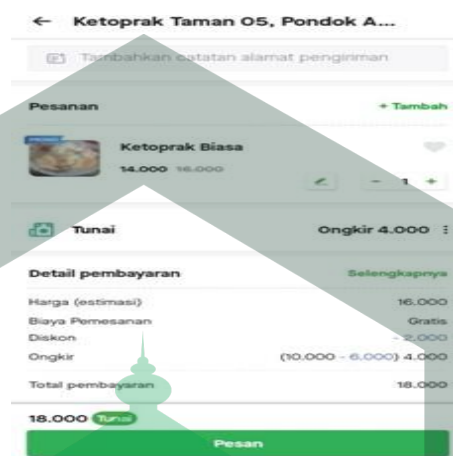 ← Ketoprak Taman 05, Pondok A...
Tambahkan catatan alamat pengiriman
Pesanan + Tambah
PROMO
Ketoprak Biasa
14.000 16.000
- 1 +
Tunai Ongkir 4.000
Detail pembayaran Selengkapnya
Harga (estimasi) 16.000
Biaya Pemesanan Gratis
Diskon - 2.000
Ongkir (10.000 - 6.000) 4.000
Total pembayaran 18.000
18.000 Tunai
Pesan